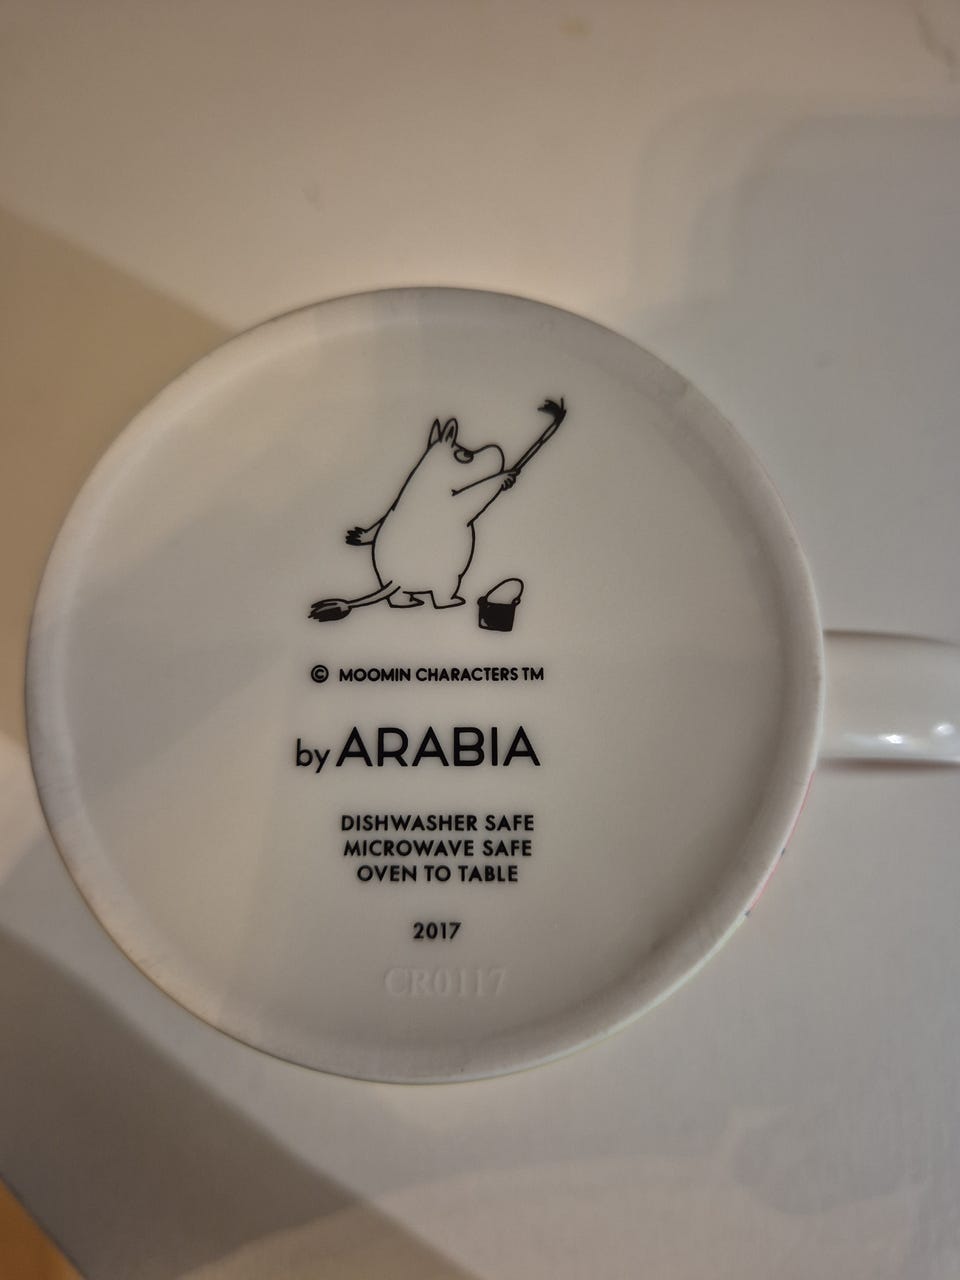 © MOOMIN CHARACTERS TM
by ARABIA
DISHWASHER SAFE
MICROWAVE SAFE
OVEN TO TABLE
2017
CR0117